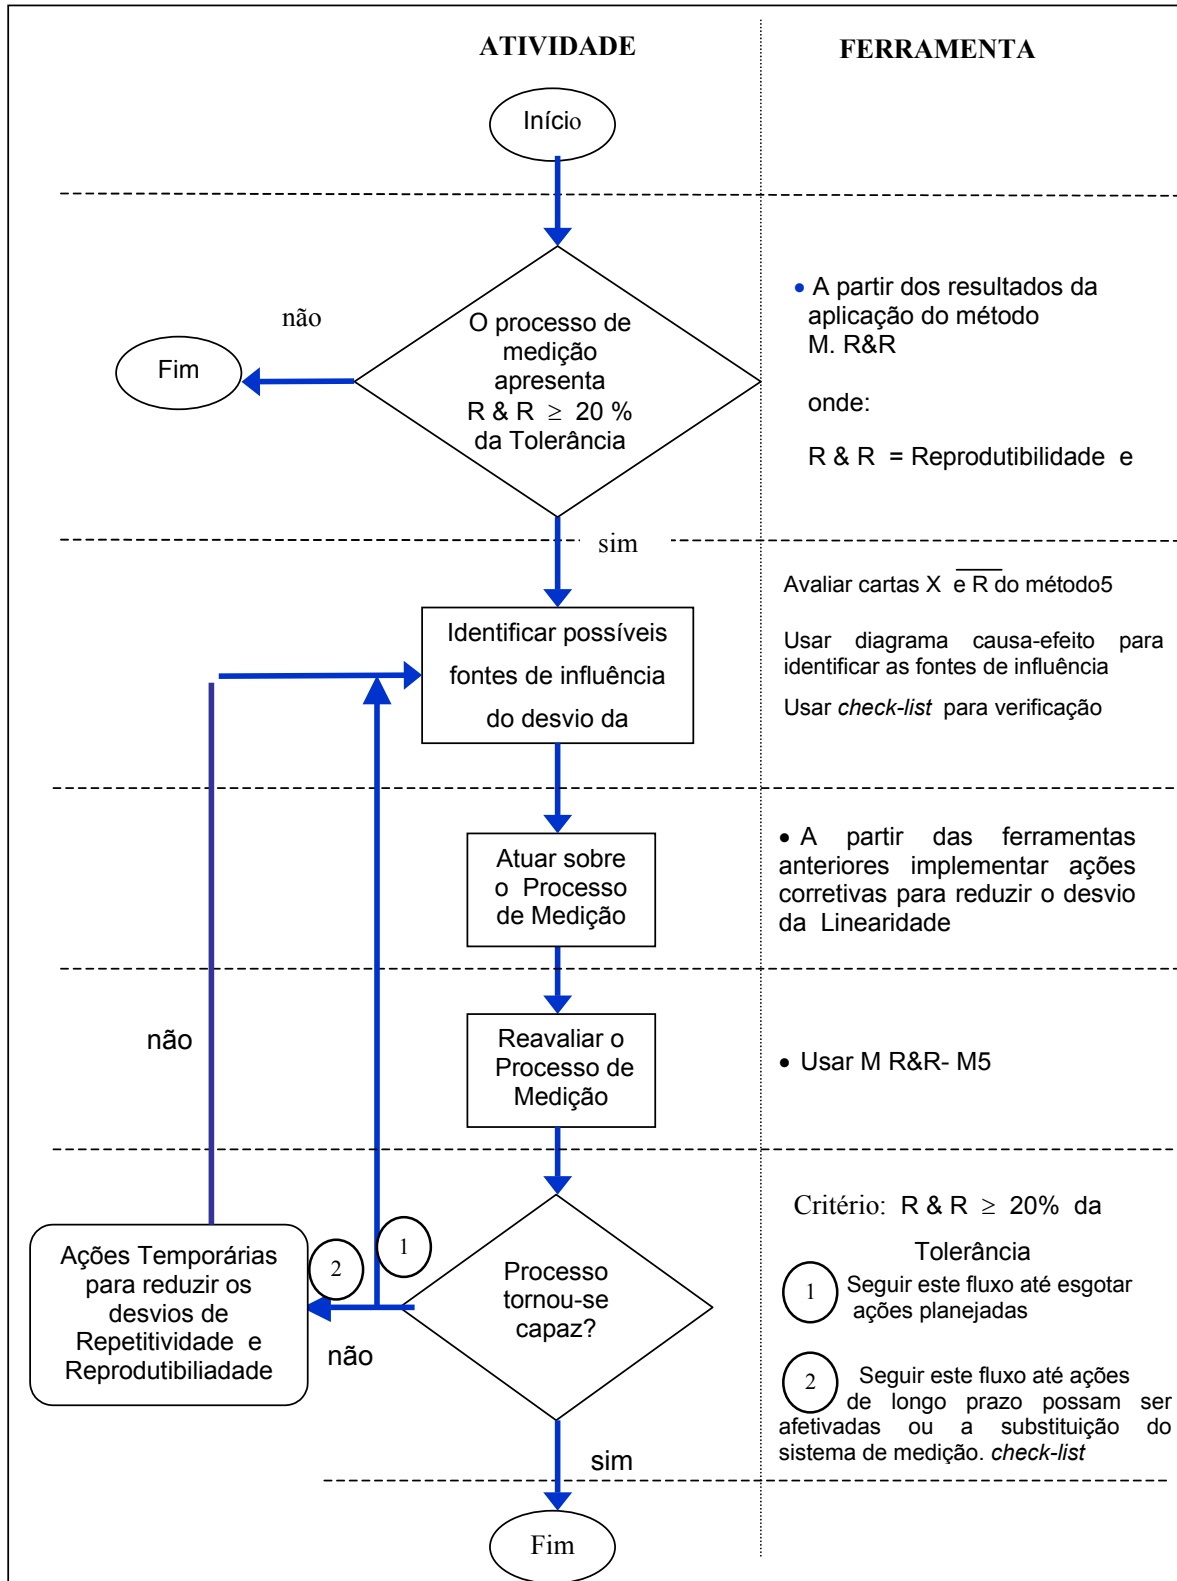 ATIVIDADE
FERRAMENTA
Início
não
Fim
O processo de
medição
apresenta
R & R ≥ 20 %
da Tolerância
• A partir dos resultados da
aplicação do método
M. R&R
onde:
R & R = Reprodutibilidade e
sim
Identificar possíveis
fontes de influência
do desvio da
Avaliar cartas X e R do método5
Usar diagrama causa-efeito para
identificar as fontes de influência
Usar check-list para verificação
Atuar sobre
o Processo
de Medição
• A partir das ferramentas
anteriores implementar ações
corretivas para reduzir o desvio
da Linearidade
não
Reavaliar o
Processo de
Medição
• Usar M R&R- M5
Ações Temporárias
para reduzir os
desvios de
Repetitividade e
Reprodutibiliadade
2
1
não
Processo
tornou-se
capaz?
Critério: R & R ≥ 20% da
Tolerância
1 Seguir este fluxo até esgotar
ações planejadas
2 Seguir este fluxo até ações
de longo prazo possam ser
afetivadas ou a substituição do
sistema de medição. check-list
sim
Fim